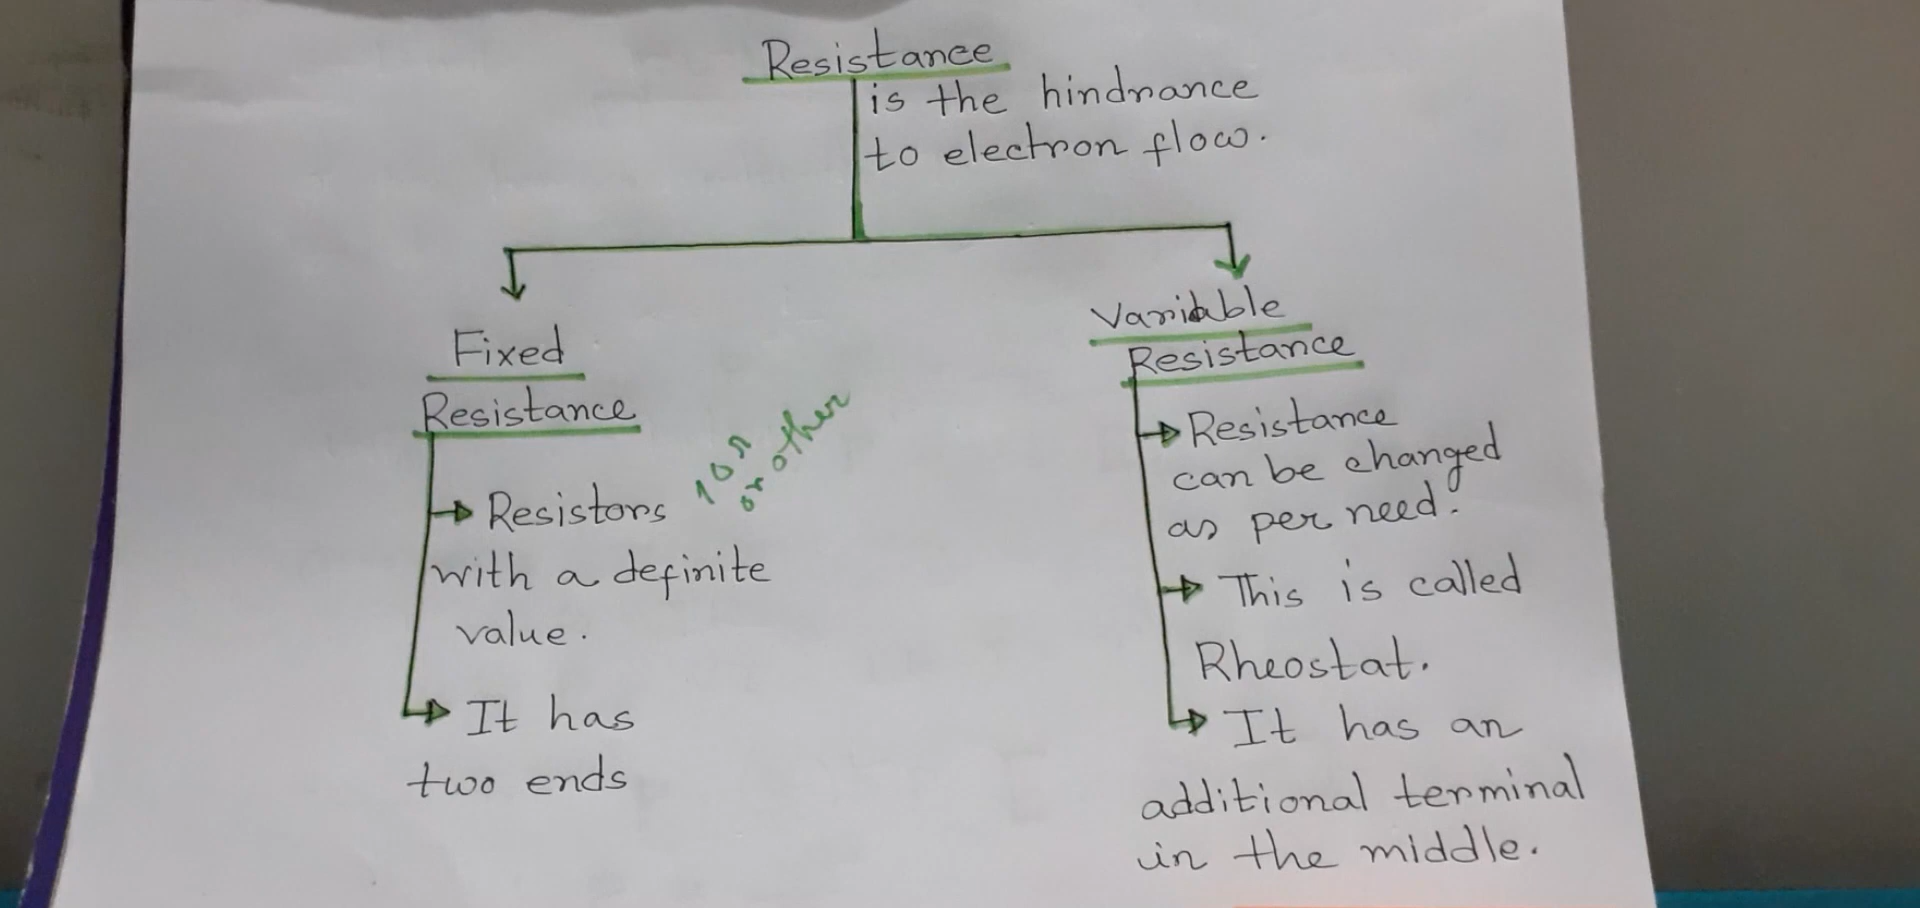 Resistance
is the hindrance
to electron flow.
Fixed
Resistance
→ Resistors
with a definite
value.
→ It has
two ends
10Ω
or other
Variable
Resistance
→ Resistance
can be changed
as per need.
→ This is called
Rheostat.
→ It has an
additional terminal
in the middle.